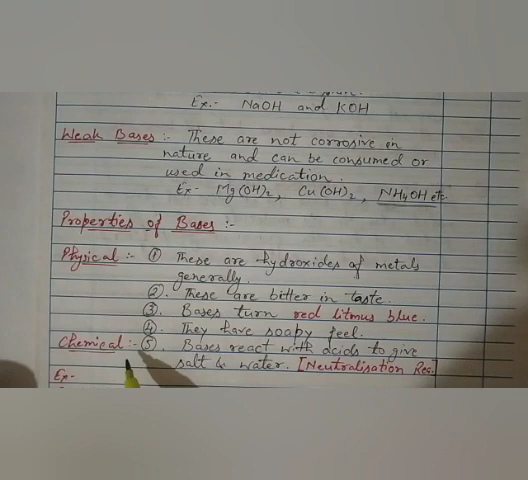 Ex.- NaOH and KOH
Weak Bases :- These are not corrosive in
nature and can be consumed or
used in medication.
Ex- Mg(OH)2, Cu(OH)2, NH4OH etc.
Properties of Bases :-
Physical :- ① These are hydroxides of metals
generally.
②. These are bitter in taste.
③. Bases turn red litmus blue.
④. They have soapy feel.
Chemical :- ⑤. Bases react with acids to give
salt & water. [Neutralisation Rea.]
Ex-